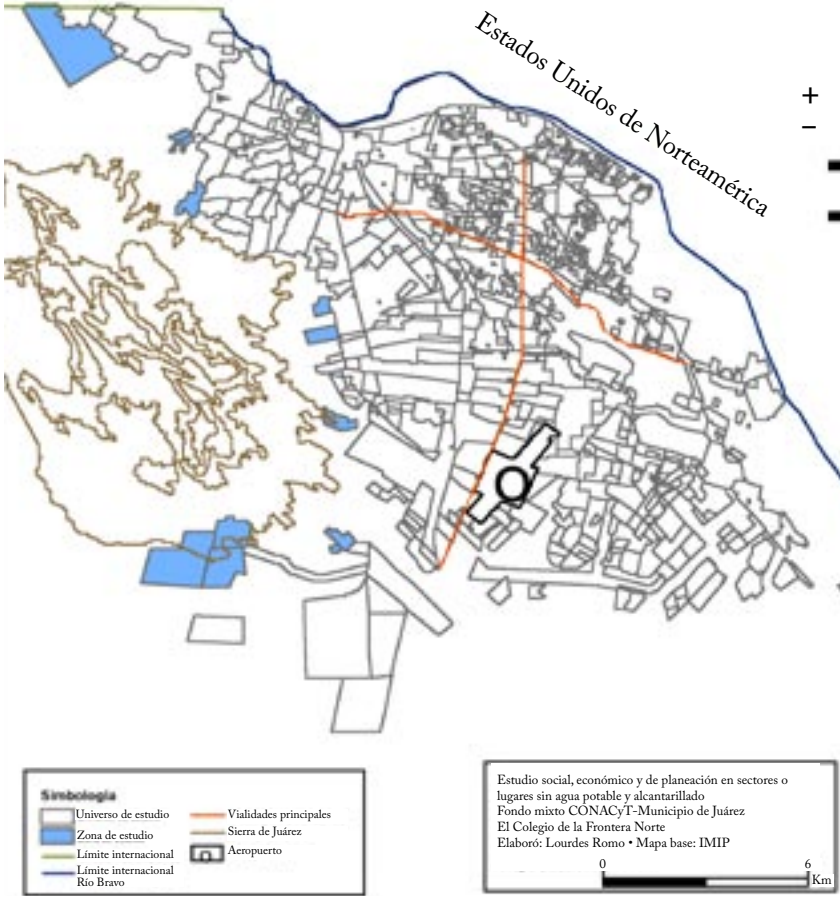 Estados Unidos de Norteamérica
+
−
Simbología
Universo de estudio
Zona de estudio
Límite internacional
Límite internacional
Río Bravo
Vialidades principales
Sierra de Juárez
Aeropuerto
Estudio social, económico y de planeación en sectores o
lugares sin agua potable y alcantarillado
Fondo mixto CONACyT-Municipio de Juárez
El Colegio de la Frontera Norte
Elaboró: Lourdes Romo • Mapa base: IMIP
0 6
Km